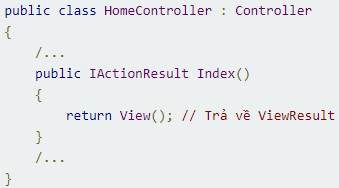 public class HomeController : Controller
{
/...
public IActionResult Index()
{
return View(); // Trả về ViewResult
}
/...
}